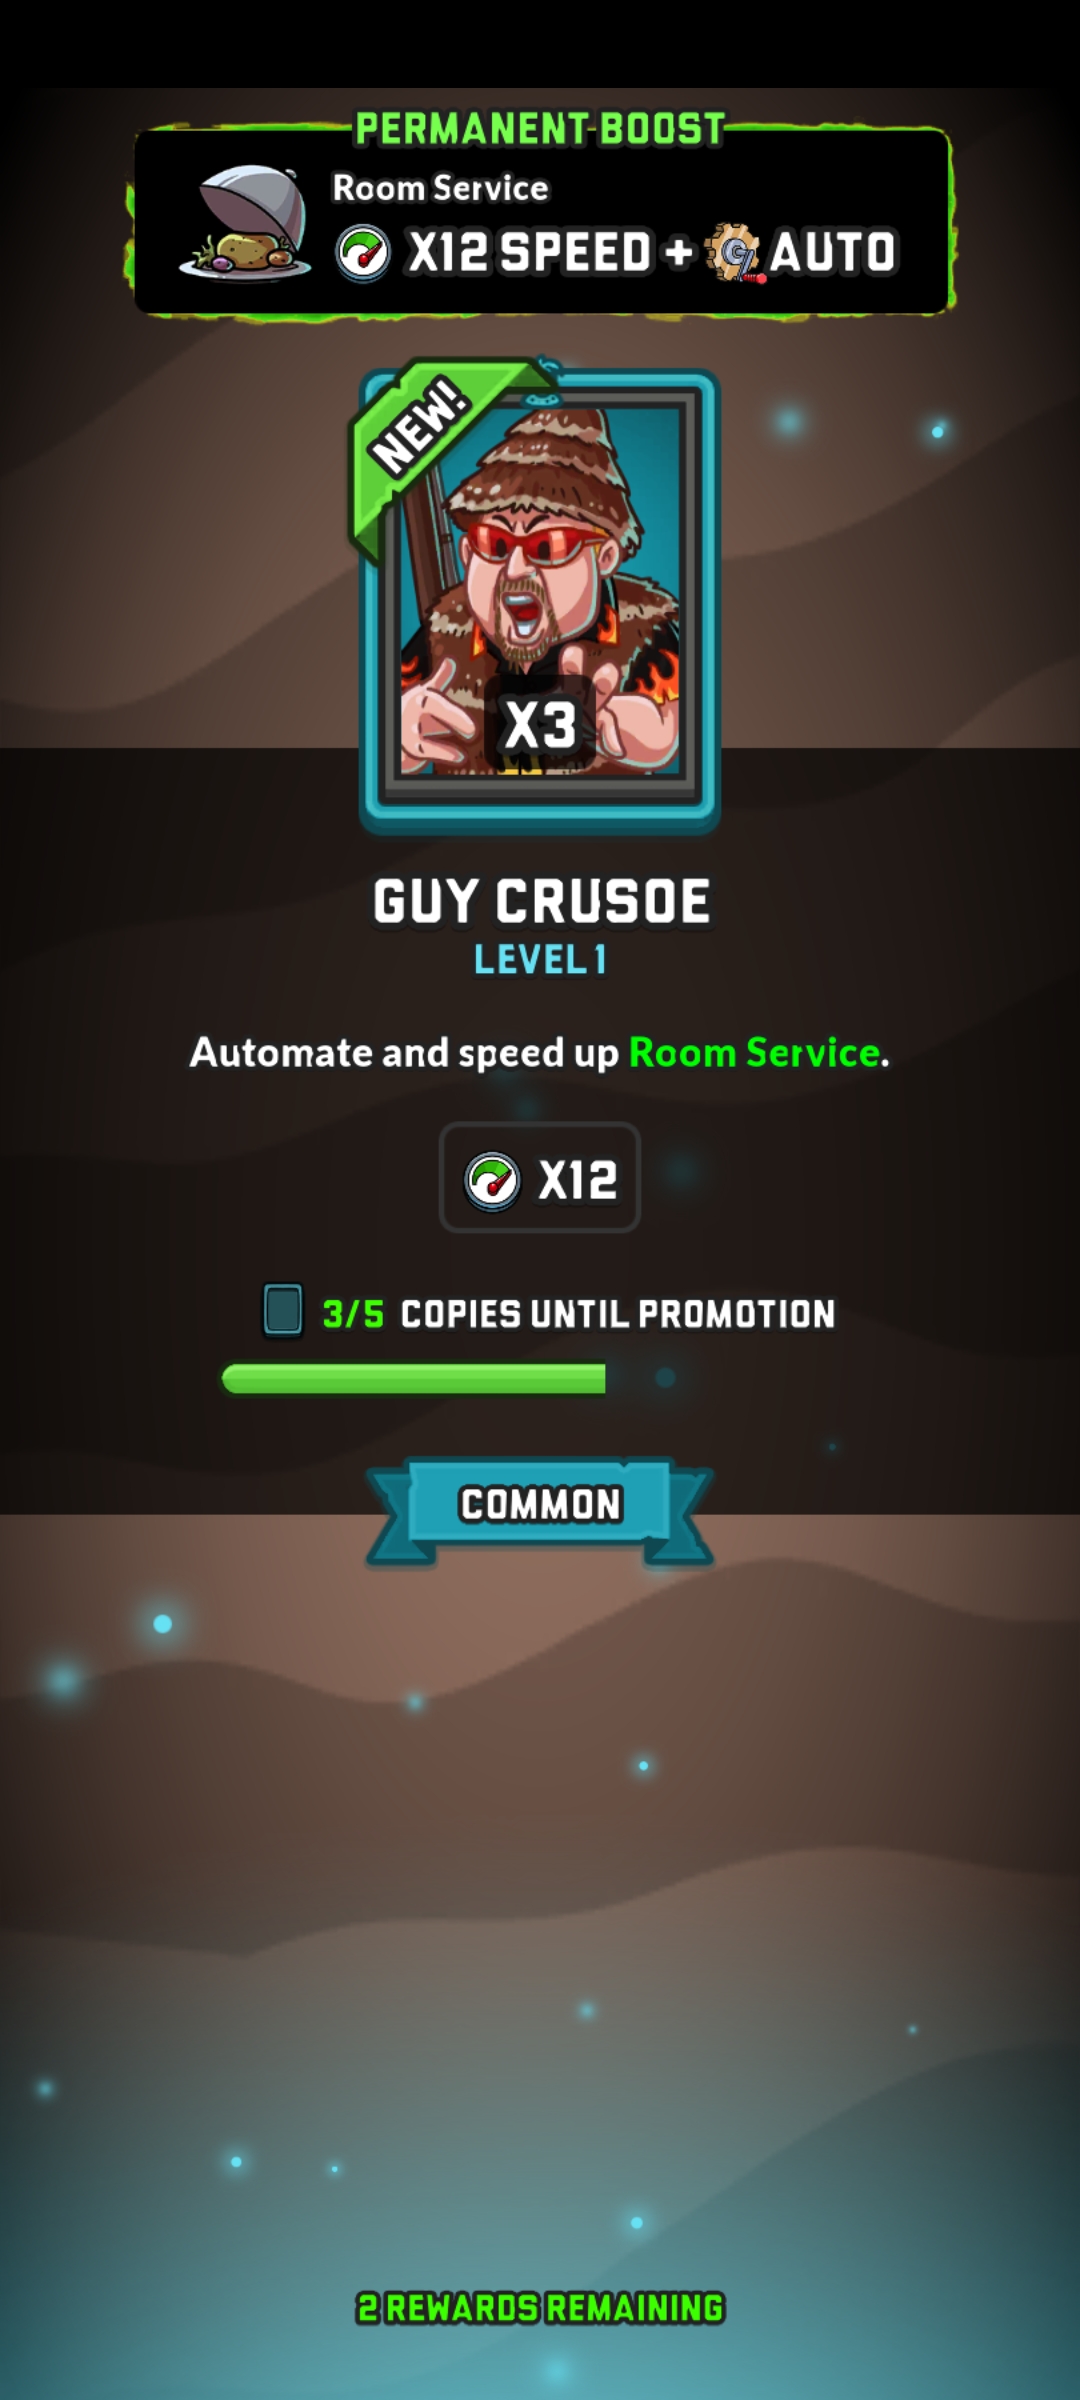 PERMANENT BOOST
Room Service
X12 SPEED + AUTO
NEW!
X3
GUY CRUSOE
LEVEL 1
Automate and speed up Room Service.
X12
3/5 COPIES UNTIL PROMOTION
COMMON
2 REWARDS REMAINING